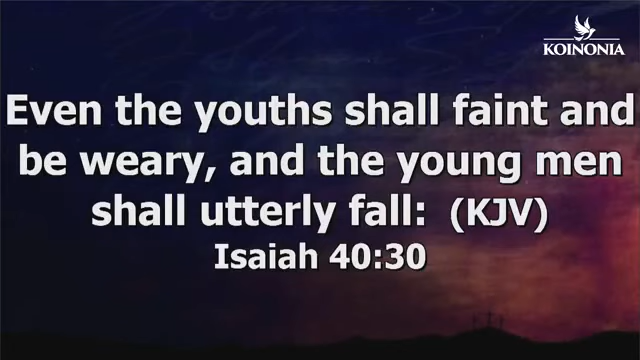 KOINONIA
Even the youths shall faint and
be weary, and the young men
shall utterly fall: (KJV)
Isaiah 40:30